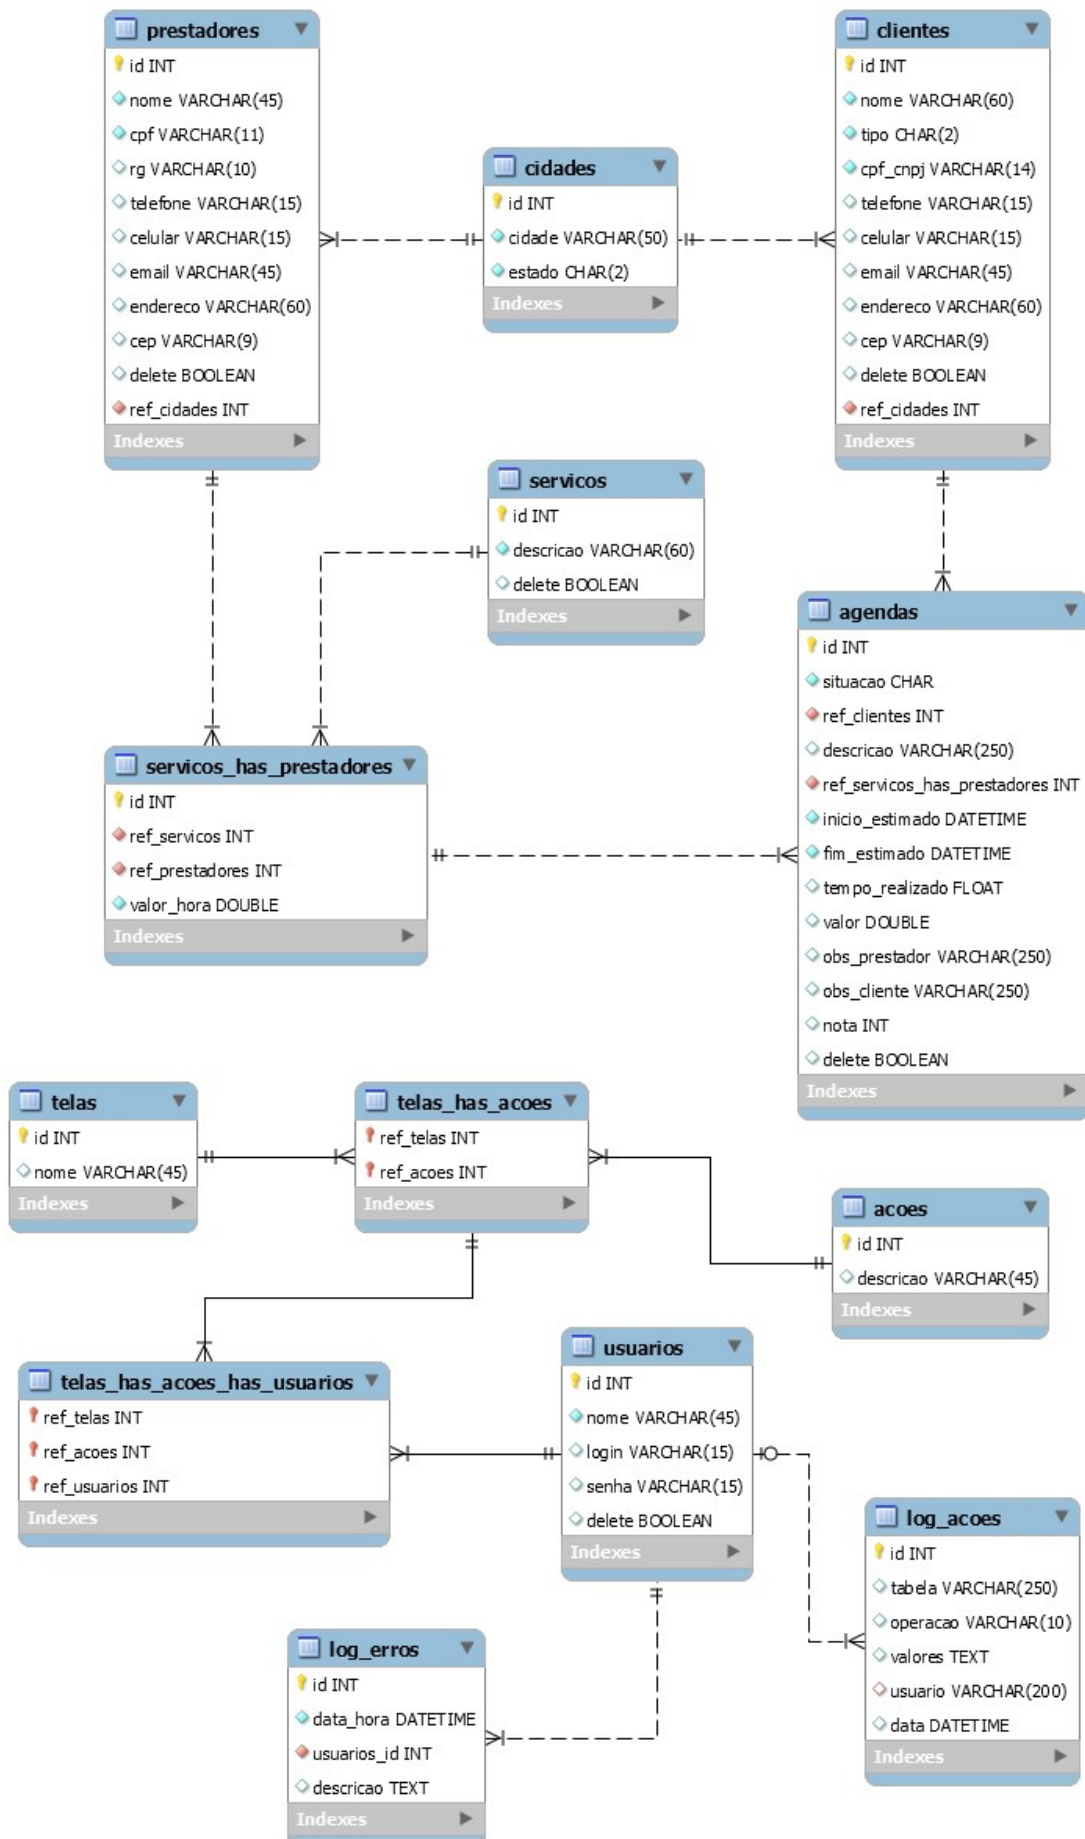 prestadores
id INT
nome VARCHAR(45)
cpf VARCHAR(11)
rg VARCHAR(10)
telefone VARCHAR(15)
celular VARCHAR(15)
email VARCHAR(45)
endereco VARCHAR(60)
cep VARCHAR(9)
delete BOOLEAN
ref_cidades INT
Indexes
cidades
id INT
cidade VARCHAR(50)
estado CHAR(2)
Indexes
clientes
id INT
nome VARCHAR(60)
tipo CHAR(2)
cpf_cnpj VARCHAR(14)
telefone VARCHAR(15)
celular VARCHAR(15)
email VARCHAR(45)
endereco VARCHAR(60)
cep VARCHAR(9)
delete BOOLEAN
ref_cidades INT
Indexes
servicos
id INT
descricao VARCHAR(60)
delete BOOLEAN
Indexes
agendas
id INT
situacao CHAR
ref_clientes INT
descricao VARCHAR(250)
ref_servicos_has_prestadores INT
inicio_estimado DATETIME
fim_estimado DATETIME
tempo_realizado FLOAT
valor DOUBLE
obs_prestador VARCHAR(250)
obs_cliente VARCHAR(250)
nota INT
delete BOOLEAN
Indexes
servicos_has_prestadores
id INT
ref_servicos INT
ref_prestadores INT
valor_hora DOUBLE
Indexes
telas
id INT
nome VARCHAR(45)
Indexes
telas_has_acoes
ref_telas INT
ref_acoes INT
Indexes
acoes
id INT
descricao VARCHAR(45)
Indexes
telas_has_acoes_has_usuarios
ref_telas INT
ref_acoes INT
ref_usuarios INT
Indexes
usuarios
id INT
nome VARCHAR(45)
login VARCHAR(15)
senha VARCHAR(15)
delete BOOLEAN
Indexes
log_acoes
id INT
tabela VARCHAR(250)
operacao VARCHAR(10)
valores TEXT
usuario VARCHAR(200)
data DATETIME
Indexes
log_erros
id INT
data_hora DATETIME
usuarios_id INT
descricao TEXT
Indexes